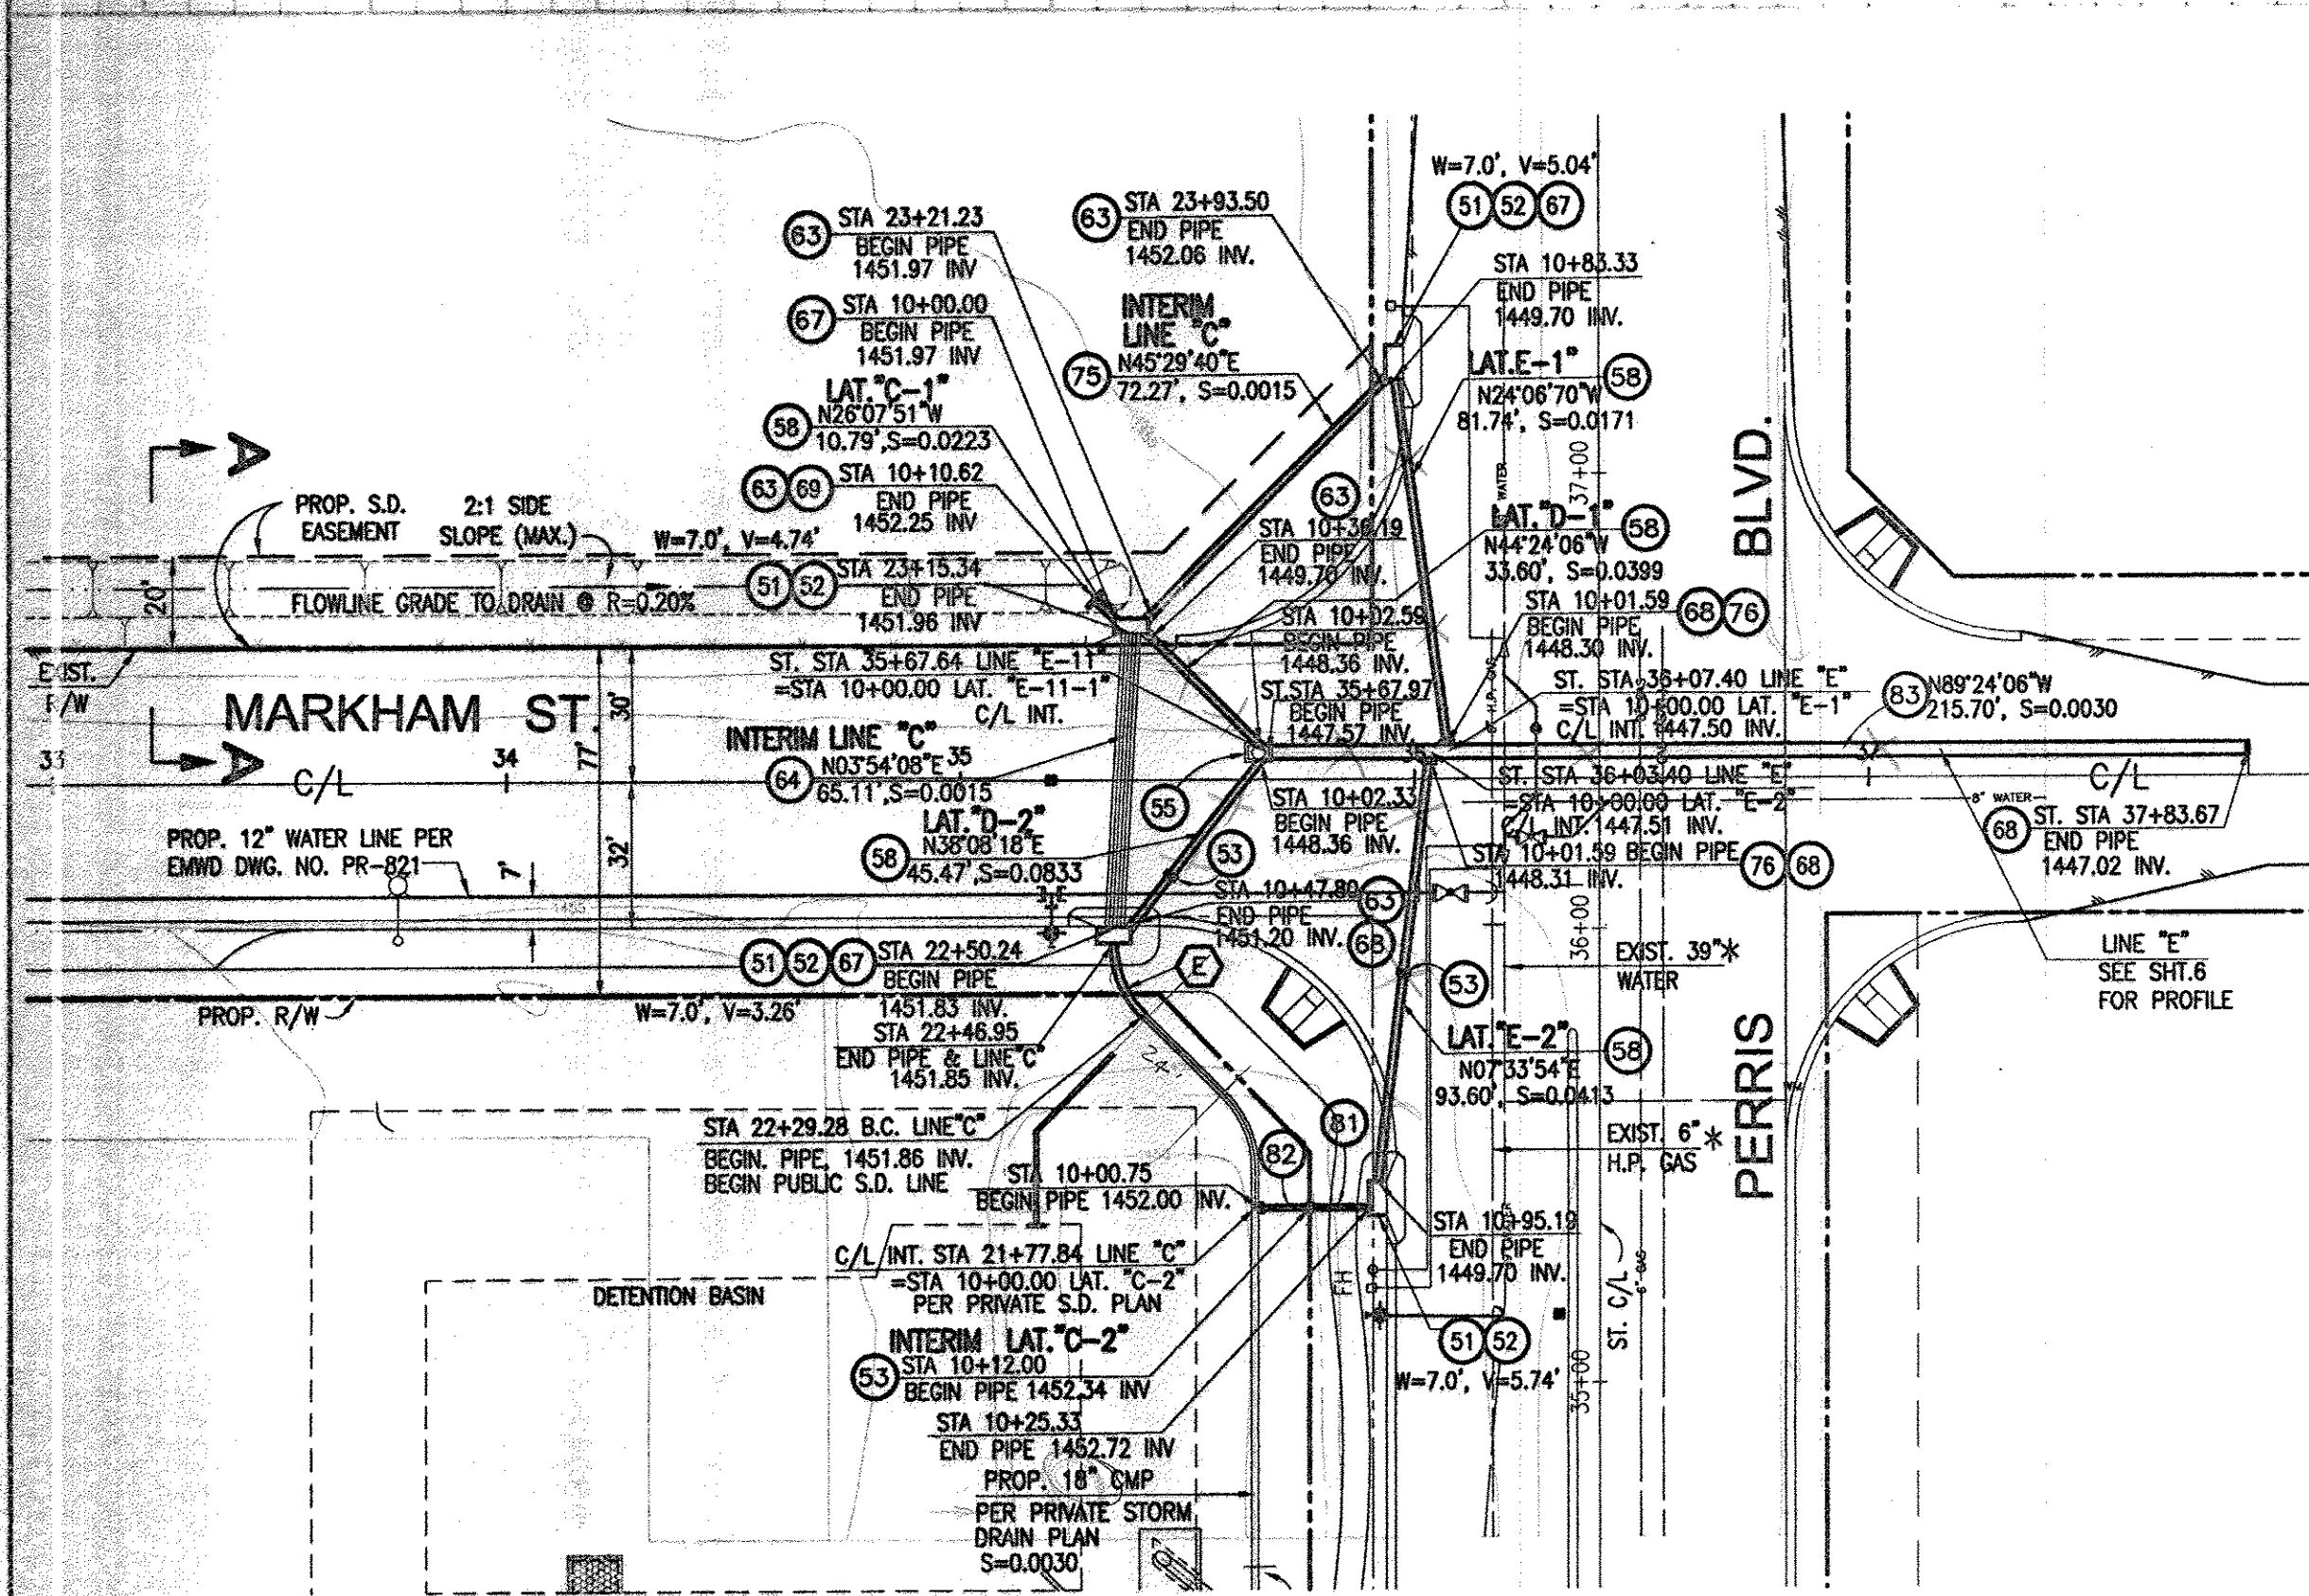 W=7.0', V=5.04'
51 52 67
63 STA 23+21.23
BEGIN PIPE
1451.97 INV
63 STA 23+93.50
END PIPE
1452.06 INV.
STA 10+83.33
END PIPE
1449.70 INV.
67 STA 10+00.00
BEGIN PIPE
1451.97 INV
INTERIM
LINE "C"
75 N45°29'40"E
72.27', S=0.0015
LAT.E-1" 58
N24°06'70"W
81.74', S=0.0171
LAT. "C-1"
58 N26°07'51"W
10.79', S=0.0223
63 69 STA 10+10.62
END PIPE
1452.25 INV
63
STA 10+36.19
END PIPE
1449.70 INV.
37+00
WATER
LAT."D-1" 58
N44°24'06"W
33.60', S=0.0399
BLVD.
A
PROP. S.D.
EASEMENT
2:1 SIDE
SLOPE (MAX.)
W=7.0', V=4.74'
51 52 STA 23+15.34
END PIPE
1451.96 INV
20'
FLOWLINE GRADE TO DRAIN @ R=0.20%
STA 10+02.59
BEGIN PIPE
1448.36 INV.
STA 10+01.59 68 76
BEGIN PIPE
1448.30 INV.
EXIST.
R/W
MARKHAM ST.
30'
77'
ST. STA 35+67.64 LINE "E-11"
=STA 10+00.00 LAT. "E-11-1"
C/L INT.
ST.STA 35+67.97
BEGIN PIPE
1447.57 INV.
ST. STA 36+07.40 LINE "E"
=STA 10+00.00 LAT. "E-1"
C/L INT. 1447.50 INV.
83 N89°24'06"W
215.70', S=0.0030
A
33
34
35
37
C/L
INTERIM LINE "C"
64 N03°54'08"E
65.11', S=0.0015
55
ST. STA 36+03.40 LINE "E"
=STA 10+00.00 LAT. "E-2"
C/L INT. 1447.51 INV.
C/L
8" WATER
68 ST. STA 37+83.67
END PIPE
1447.02 INV.
STA 10+02.33
BEGIN PIPE
1448.36 INV.
LAT."D-2"
58 N38°08'18"E
45.47', S=0.0833
53
STA 10+01.59 BEGIN PIPE 76 68
1448.31 INV.
PROP. 12" WATER LINE PER
EMWD DWG. NO. PR-821
7'
32'
STA 10+47.80 63
END PIPE
1451.20 INV. 68
36+00
51 52 67 STA 22+50.24
BEGIN PIPE
1451.83 INV.
E
53
EXIST. 39"*
WATER
LINE "E"
SEE SHT.6
FOR PROFILE
PROP. R/W
W=7.0', V=3.26'
STA 22+46.95
END PIPE & LINE"C"
1451.85 INV.
LAT."E-2" 58
N07°33'54"E
93.60', S=0.0413
PERRIS
STA 22+29.28 B.C. LINE"C"
BEGIN. PIPE, 1451.86 INV.
BEGIN PUBLIC S.D. LINE
81
82
EXIST. 6"*
H.P. GAS
STA 10+00.75
BEGIN PIPE 1452.00 INV.
STA 10+95.19
END PIPE
1449.70 INV.
C/L INT. STA 21+77.84 LINE "C"
=STA 10+00.00 LAT. "C-2"
PER PRIVATE S.D. PLAN
DETENTION BASIN
FH
ST. C/L
6" GAS
INTERIM LAT."C-2"
53 STA 10+12.00
BEGIN PIPE 1452.34 INV
51 52
W=7.0', V=5.74'
35+00
STA 10+25.33
END PIPE 1452.72 INV
PROP. 18" CMP
PER PRIVATE STORM
DRAIN PLAN
S=0.0030